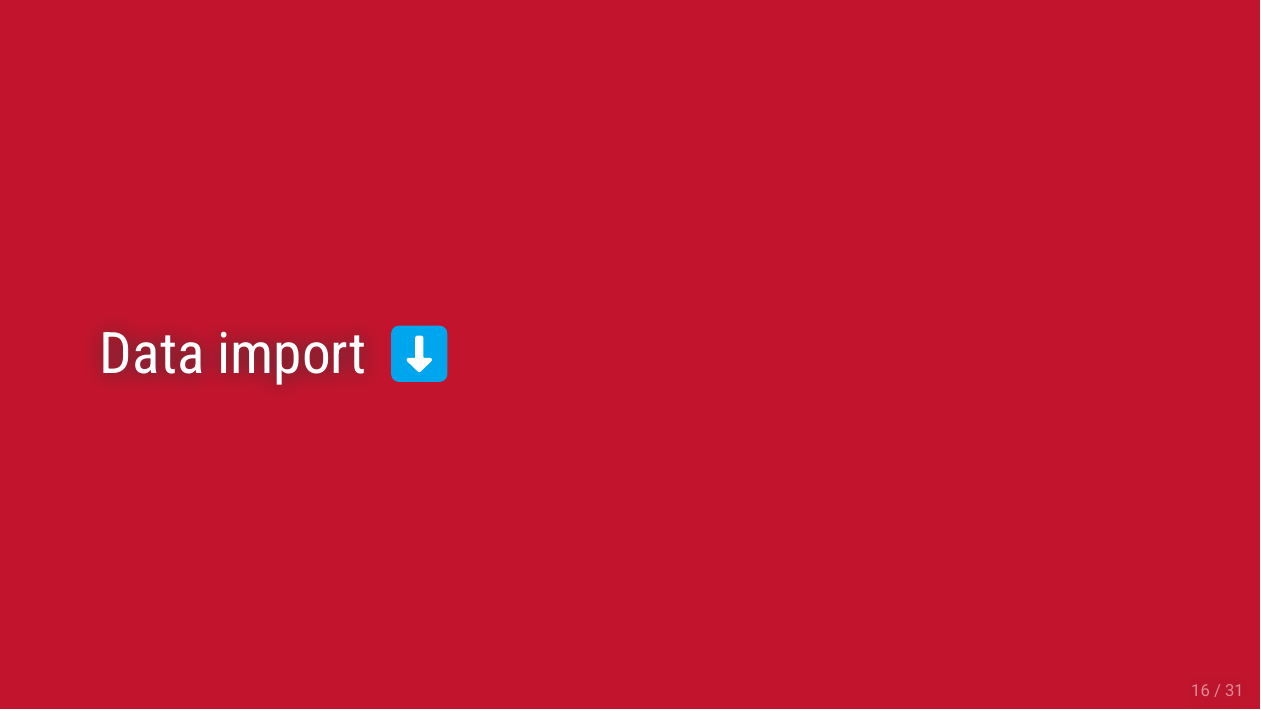 Data import ⬇️
16 / 31